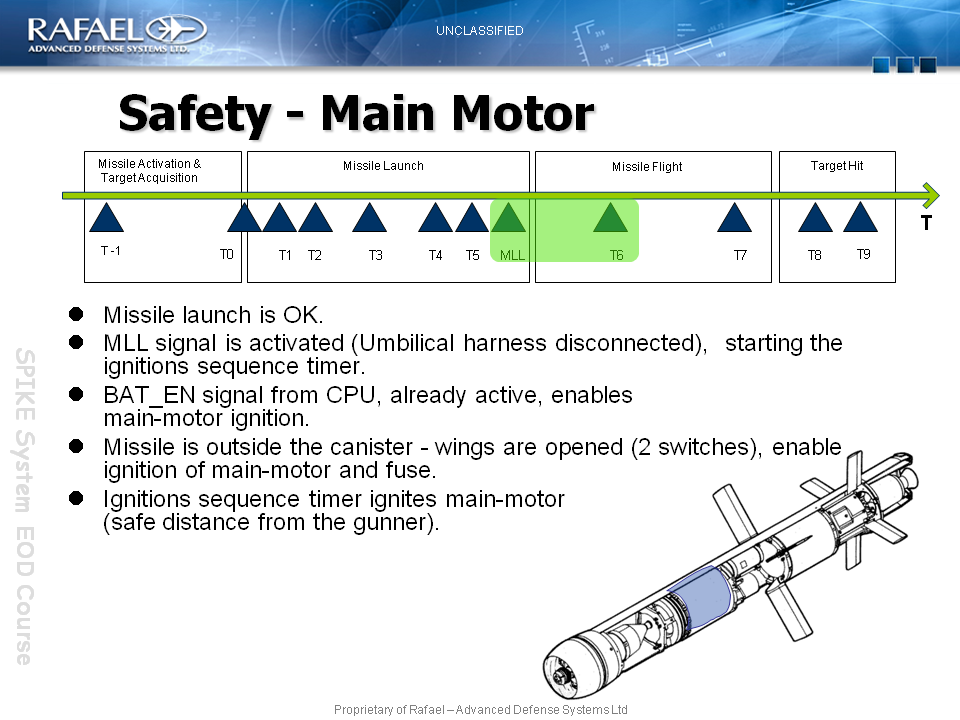 RAFAEL
ADVANCED DEFENSE SYSTEMS LTD.
UNCLASSIFIED
Safety - Main Motor
Missile Activation &
Target Acquisition
Missile Launch
Missile Flight
Target Hit
T
T -1
T0
T1
T2
T3
T4
T5
MLL
T6
T7
T8
T9
Missile launch is OK.
MLL signal is activated (Umbilical harness disconnected), starting the
ignitions sequence timer.
BAT_EN signal from CPU, already active, enables
main-motor ignition.
Missile is outside the canister - wings are opened (2 switches), enable
ignition of main-motor and fuse.
Ignitions sequence timer ignites main-motor
(safe distance from the gunner).
SPIKE System EOD Course
Proprietary of Rafael – Advanced Defense Systems Ltd